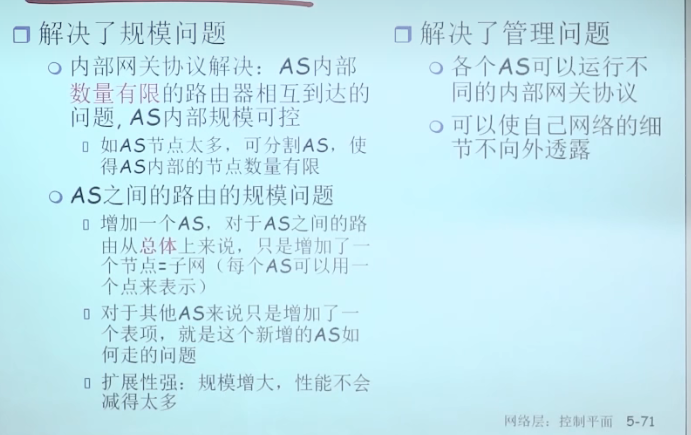 解决了规模问题
内部网关协议解决：AS内部
数量有限的路由器相互到达的
问题, AS内部规模可控
如AS节点太多，可分割AS，使
得AS内部的节点数量有限
AS之间的路由的规模问题
增加一个AS，对于AS之间的路
由从总体上来说，只是增加了一
个节点=子网（每个AS可以用一
个点来表示）
对于其他AS来说只是增加了一
个表项，就是这个新增的AS如
何走的问题
扩展性强：规模增大，性能不会
减得太多
解决了管理问题
各个AS可以运行不
同的内部网关协议
可以使自己网络的细
节不向外透露
网络层：控制平面 5-71